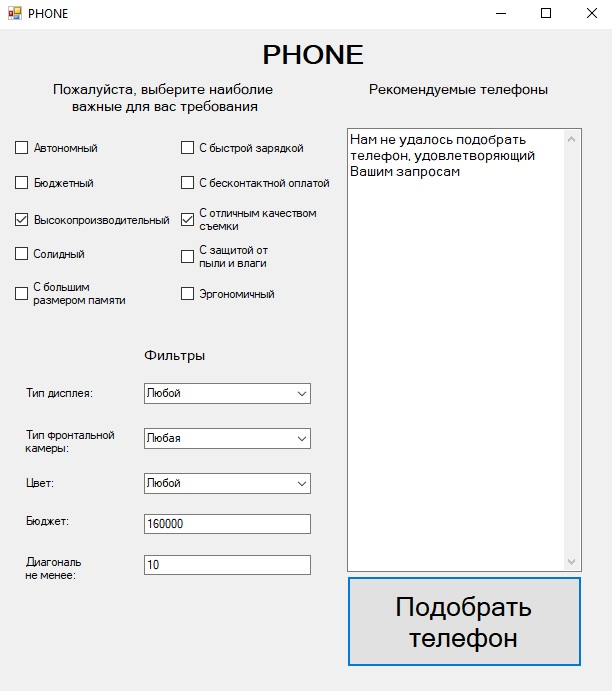 PHONE
PHONE
Пожалуйста, выберите наиболие
важные для вас требования
Автономный
С быстрой зарядкой
Бюджетный
С бесконтактной оплатой
Высокопроизводительный
С отличным качеством
съемки
Солидный
С защитой от
пыли и влаги
С большим
размером памяти
Эргономичный
Фильтры
Тип дисплея:
Любой
Тип фронтальной
камеры:
Любая
Цвет:
Любой
Бюджет:
160000
Диагональ
не менее:
10
Рекомендуемые телефоны
Нам не удалось подобрать
телефон, удовлетворяющий
Вашим запросам
Подобрать
телефон